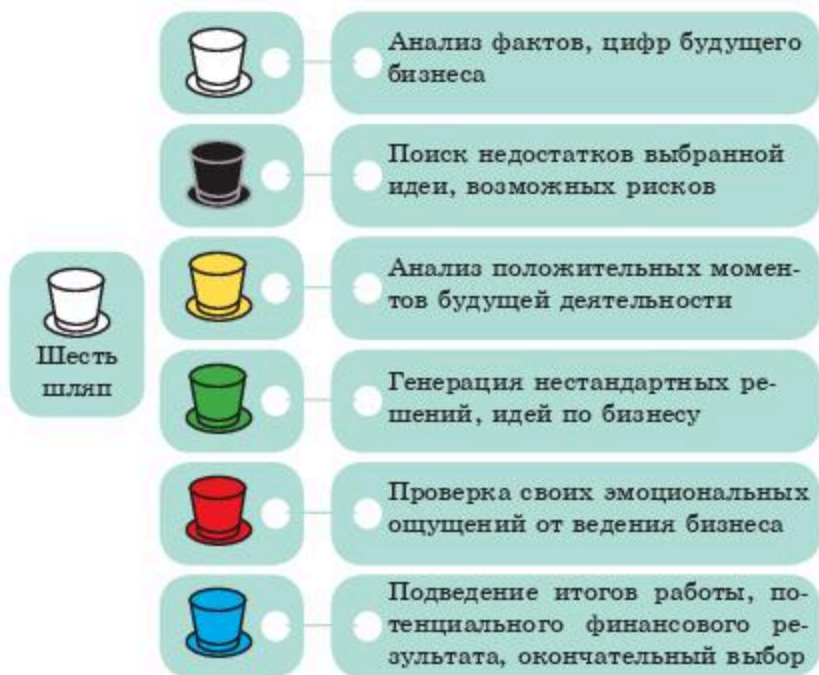 Анализ фактов, цифр будущего
бизнеса
Поиск недостатков выбранной
идеи, возможных рисков
Шесть
шляп
Анализ положительных момен-
тов будущей деятельности
Генерация нестандартных ре-
шений, идей по бизнесу
Проверка своих эмоциональных
ощущений от ведения бизнеса
Подведение итогов работы, по-
тенциального финансового ре-
зультата, окончательный выбор